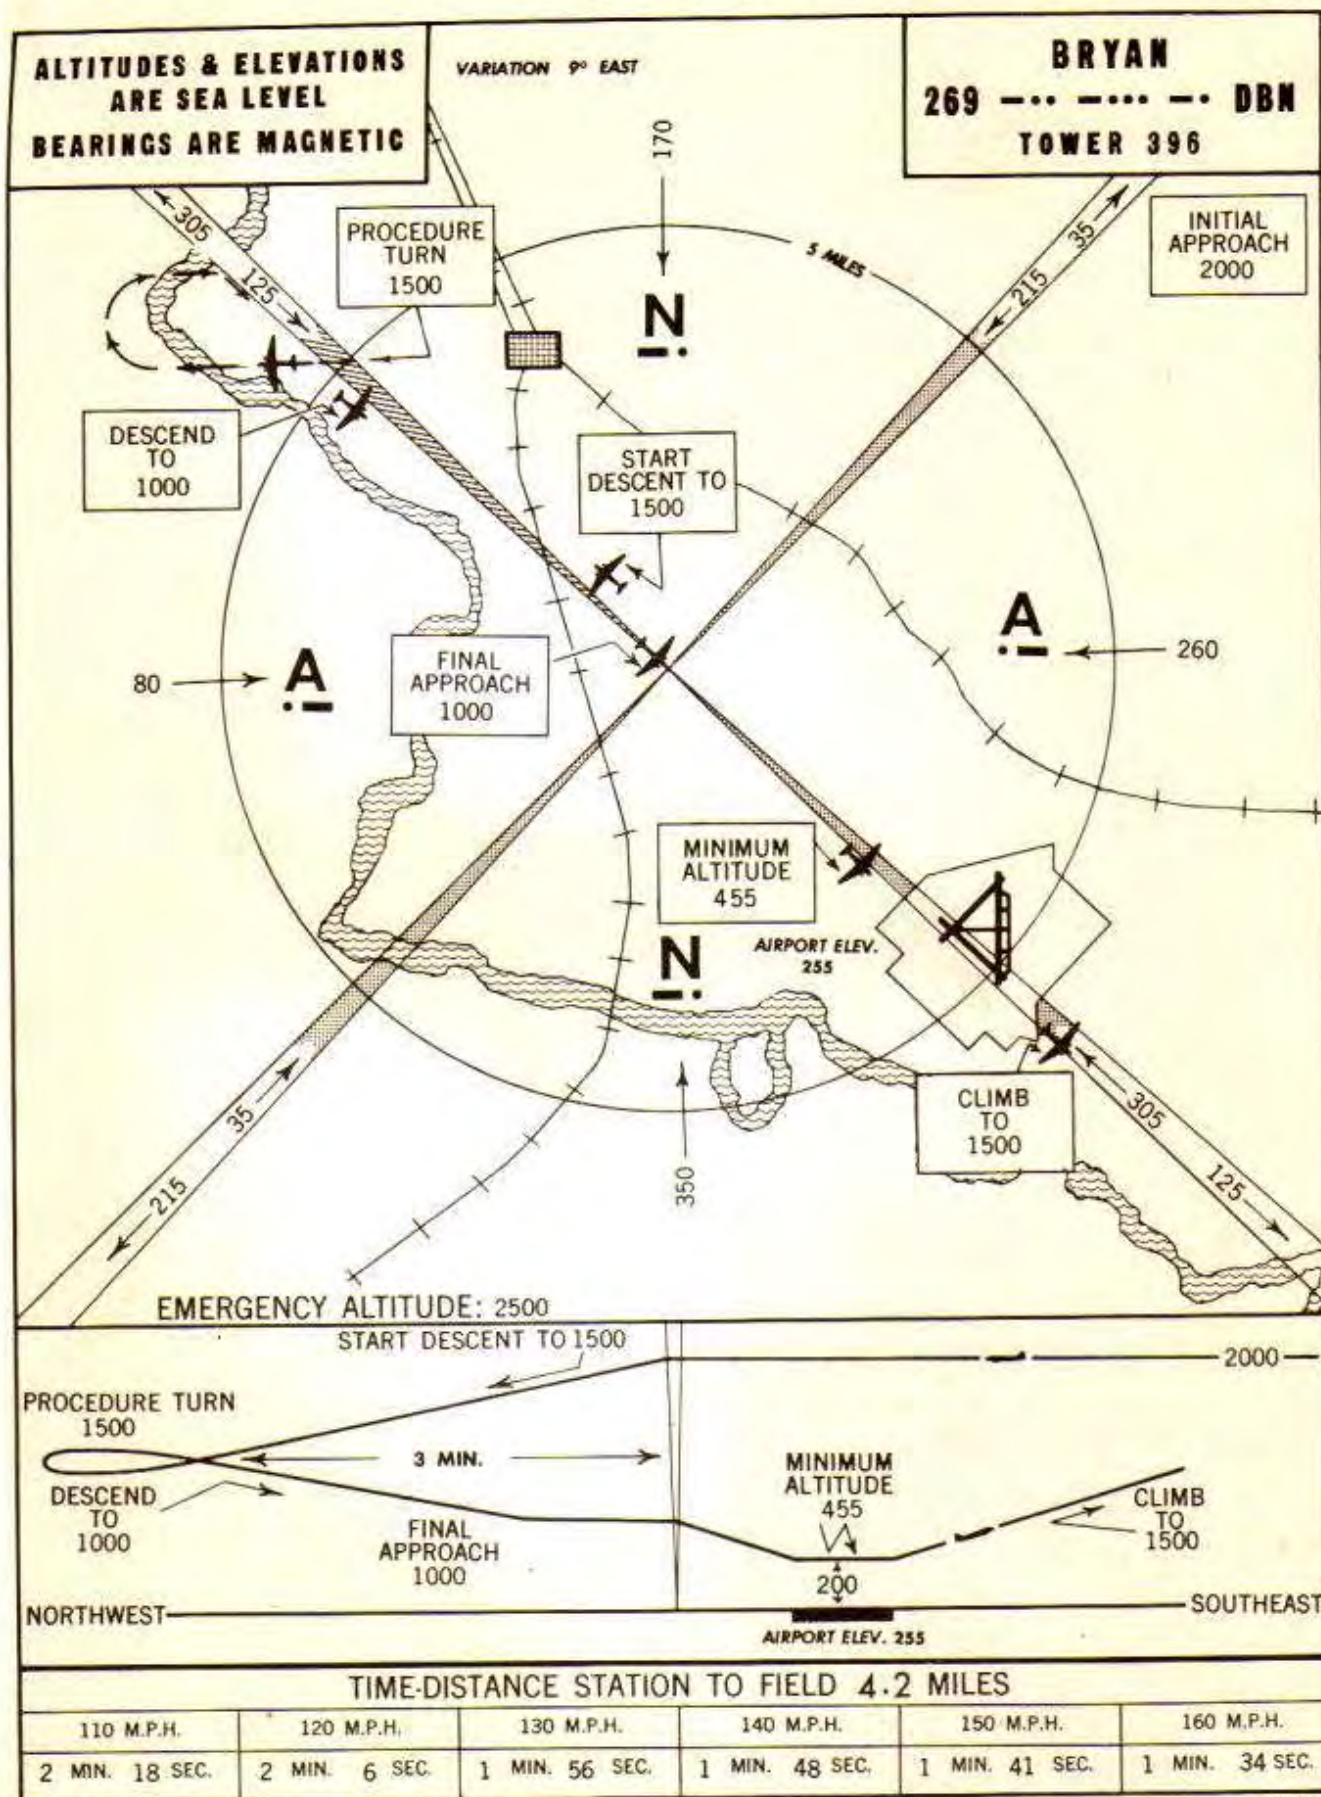 ALTITUDES & ELEVATIONS
ARE SEA LEVEL
BEARINGS ARE MAGNETIC
VARIATION 9° EAST
BRYAN
269 —·· —··· —· DBN
TOWER 396
170
305
125
PROCEDURE
TURN
1500
5 MILES
35
215
INITIAL
APPROACH
2000
N
DESCEND
TO
1000
START
DESCENT TO
1500
A
260
80
A
FINAL
APPROACH
1000
MINIMUM
ALTITUDE
455
N
AIRPORT ELEV.
255
35
215
350
CLIMB
TO
1500
305
125
EMERGENCY ALTITUDE: 2500
START DESCENT TO 1500
2000
PROCEDURE TURN
1500
3 MIN.
DESCEND
TO
1000
FINAL
APPROACH
1000
MINIMUM
ALTITUDE
455
CLIMB
TO
1500
200
NORTHWEST
SOUTHEAST
AIRPORT ELEV. 255
TIME-DISTANCE STATION TO FIELD 4.2 MILES
110 M.P.H. 120 M.P.H. 130 M.P.H. 140 M.P.H. 150 M.P.H. 160 M.P.H.
2 MIN. 18 SEC. 2 MIN. 6 SEC. 1 MIN. 56 SEC. 1 MIN. 48 SEC. 1 MIN. 41 SEC. 1 MIN. 34 SEC.